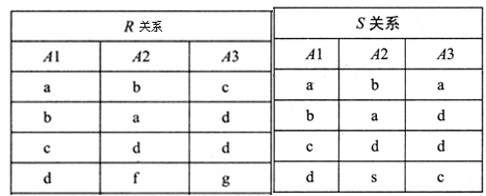 R 关系
A1 A2 A3
a b c
b a d
c d d
d f g
S 关系
A1 A2 A3
a b a
b a d
c d d
d s c